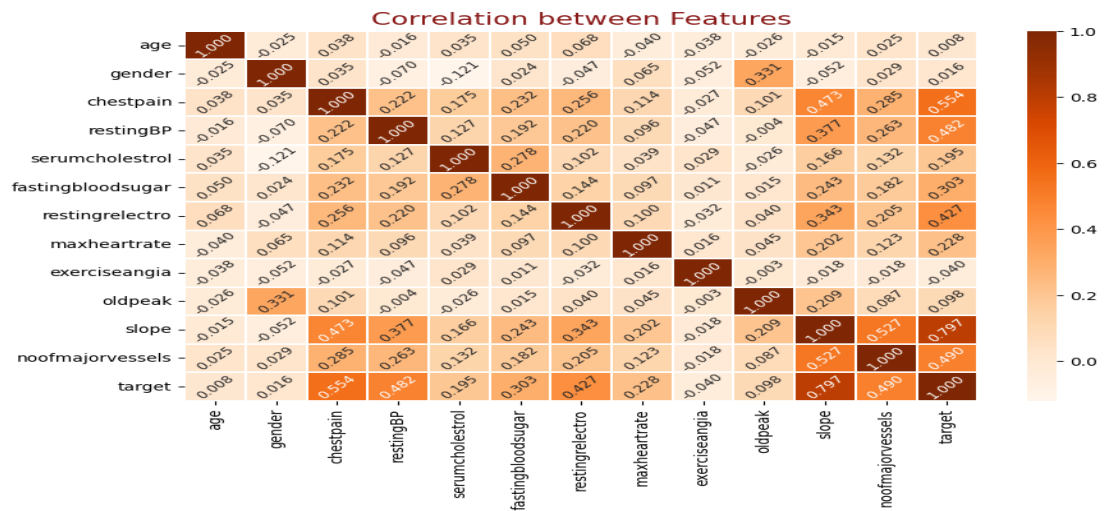 Correlation between Features
age 1.000 -0.025 0.038 -0.016 0.035 0.050 0.068 -0.040 -0.038 -0.026 -0.015 0.025 0.008
gender -0.025 1.000 0.035 -0.070 -0.121 0.024 -0.047 0.065 -0.052 0.331 -0.052 0.029 0.016
chestpain 0.038 0.035 1.000 0.222 0.175 0.232 0.256 0.114 -0.027 0.101 0.473 0.285 0.554
restingBP -0.016 -0.070 0.222 1.000 0.127 0.192 0.220 0.096 -0.047 -0.004 0.377 0.263 0.482
serumcholestrol 0.035 -0.121 0.175 0.127 1.000 0.278 0.102 0.039 0.029 -0.026 0.166 0.132 0.195
fastingbloodsugar 0.050 0.024 0.232 0.192 0.278 1.000 0.144 0.097 0.011 0.015 0.243 0.182 0.303
restingrelectro 0.068 -0.047 0.256 0.220 0.102 0.144 1.000 0.100 -0.032 0.040 0.343 0.205 0.427
maxheartrate -0.040 0.065 0.114 0.096 0.039 0.097 0.100 1.000 0.016 0.045 0.202 0.123 0.228
exerciseangia -0.038 -0.052 -0.027 -0.047 0.029 0.011 -0.032 0.016 1.000 -0.003 -0.018 -0.018 -0.040
oldpeak -0.026 0.331 0.101 -0.004 -0.026 0.015 0.040 0.045 -0.003 1.000 0.209 0.087 0.098
slope -0.015 -0.052 0.473 0.377 0.166 0.243 0.343 0.202 -0.018 0.209 1.000 0.527 0.797
noofmajorvessels 0.025 0.029 0.285 0.263 0.132 0.182 0.205 0.123 -0.018 0.087 0.527 1.000 0.490
target 0.008 0.016 0.554 0.482 0.195 0.303 0.427 0.228 -0.040 0.098 0.797 0.490 1.000
age gender chestpain restingBP serumcholestrol fastingbloodsugar restingrelectro maxheartrate exerciseangia oldpeak slope noofmajorvessels target
1.0
0.8
0.6
0.4
0.2
0.0